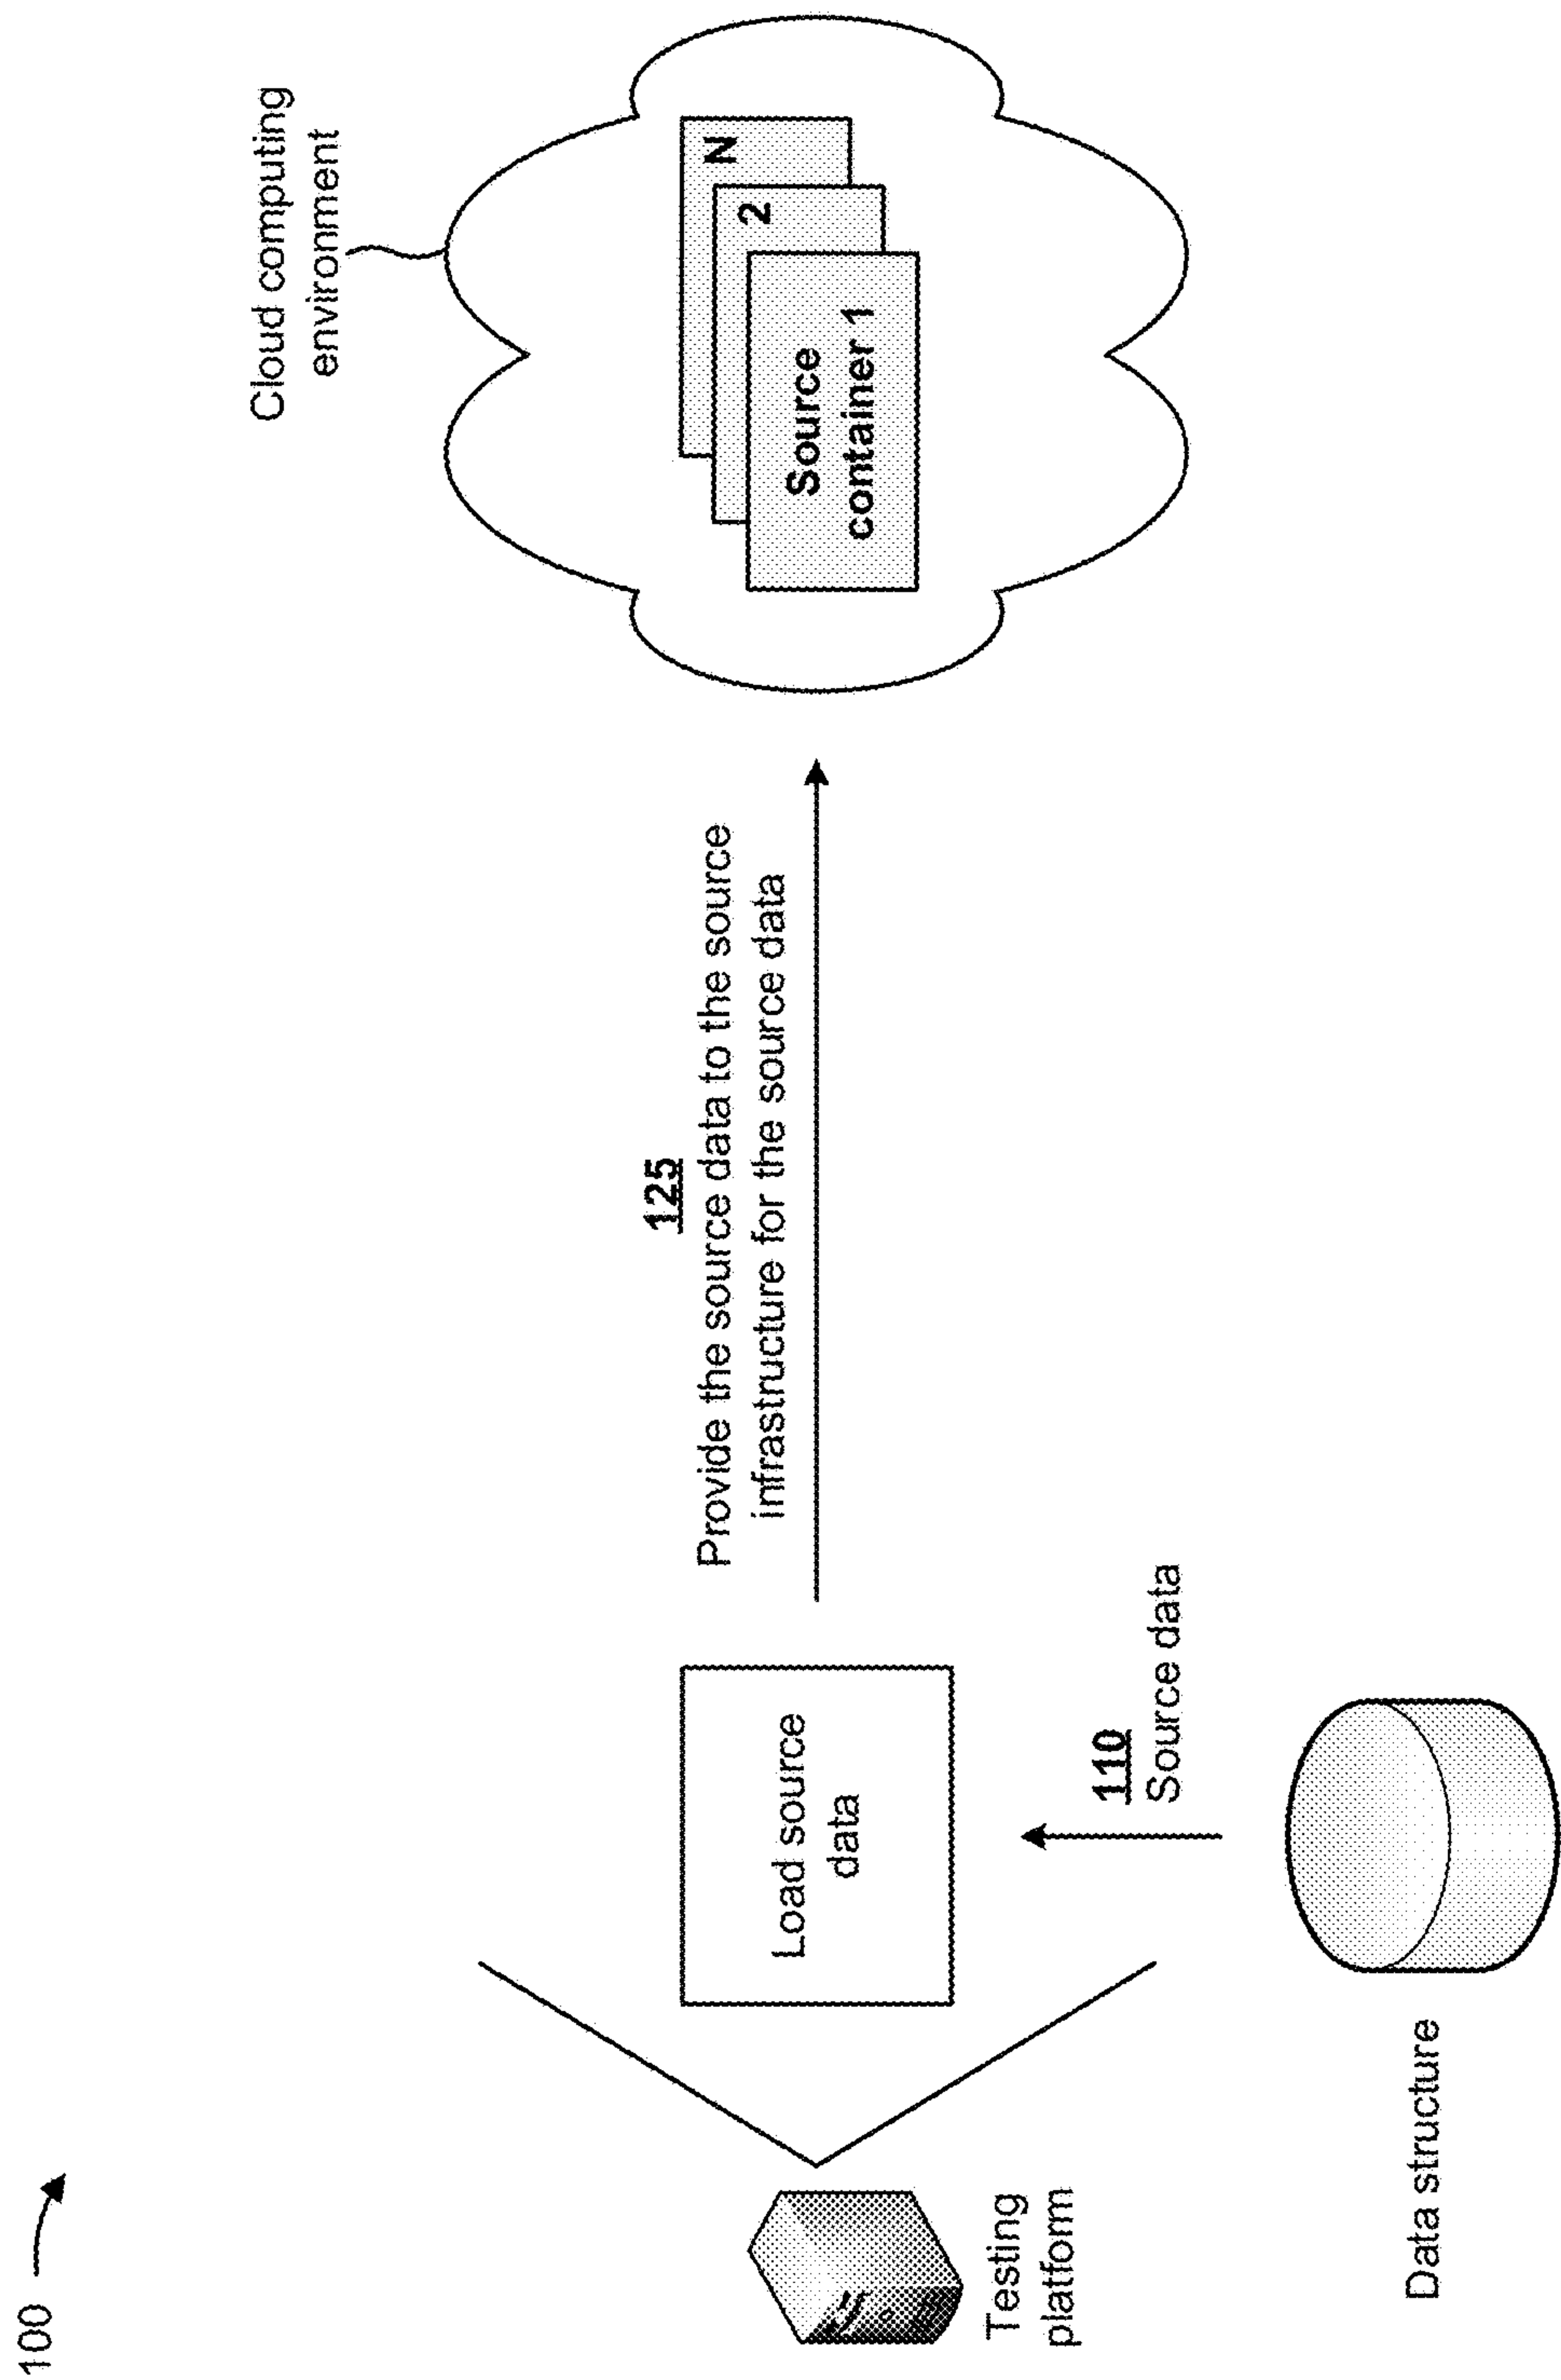 100
Cloud computing
environment
125
Provide the source data to the source
infrastructure for the source data
N
2
Source
container 1
Load source
data
Testing
platform
110
Source data
Data structure